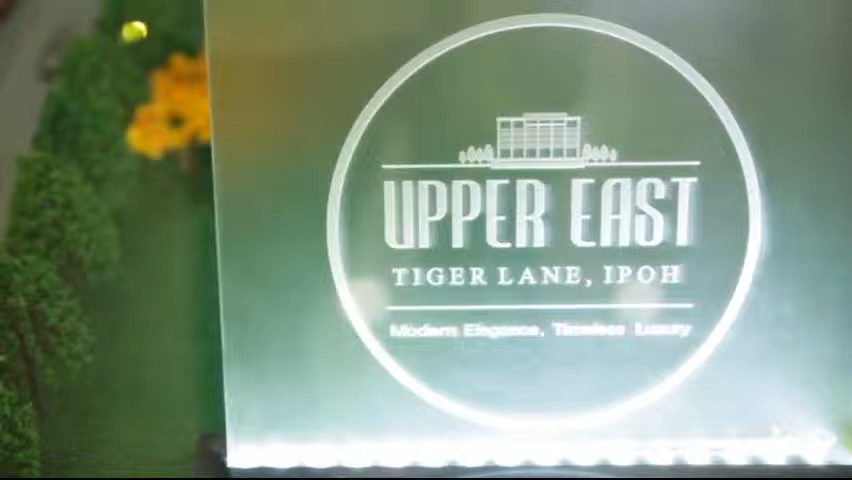 UPPER EAST
TIGER LANE, IPOH
Modern Elegance, Timeless Luxury